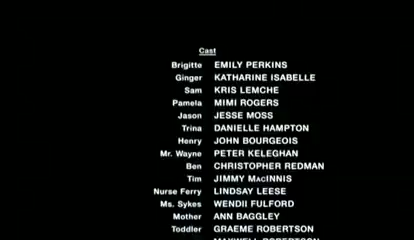 Cast
Brigitte EMILY PERKINS
Ginger KATHARINE ISABELLE
Sam KRIS LEMCHE
Pamela MIMI ROGERS
Jason JESSE MOSS
Trina DANIELLE HAMPTON
Henry JOHN BOURGEOIS
Mr. Wayne PETER KELEGHAN
Ben CHRISTOPHER REDMAN
Tim JIMMY MACINNIS
Nurse Ferry LINDSAY LEESE
Ms. Sykes WENDII FULFORD
Mother ANN BAGGLEY
Toddler GRAEME ROBERTSON
MAXWELL ROBERTSON